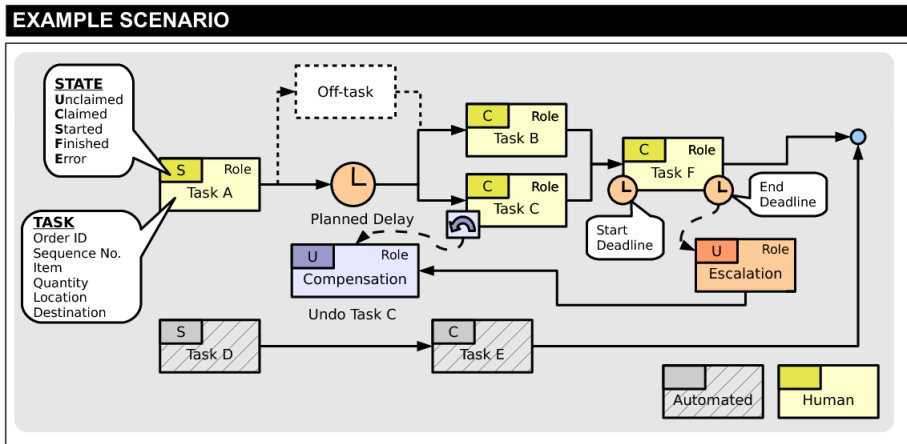 EXAMPLE SCENARIO
STATE
Unclaimed
Claimed
Started
Finished
Error
Off-task
S
Role
Task A
C
Role
Task B
C
Role
Task C
C
Role
Task F
Planned Delay
Start
Deadline
End
Deadline
TASK
Order ID
Sequence No.
Item
Quantity
Location
Destination
U
Role
Compensation
Undo Task C
U
Role
Escalation
S
Task D
C
Task E
Automated
Human